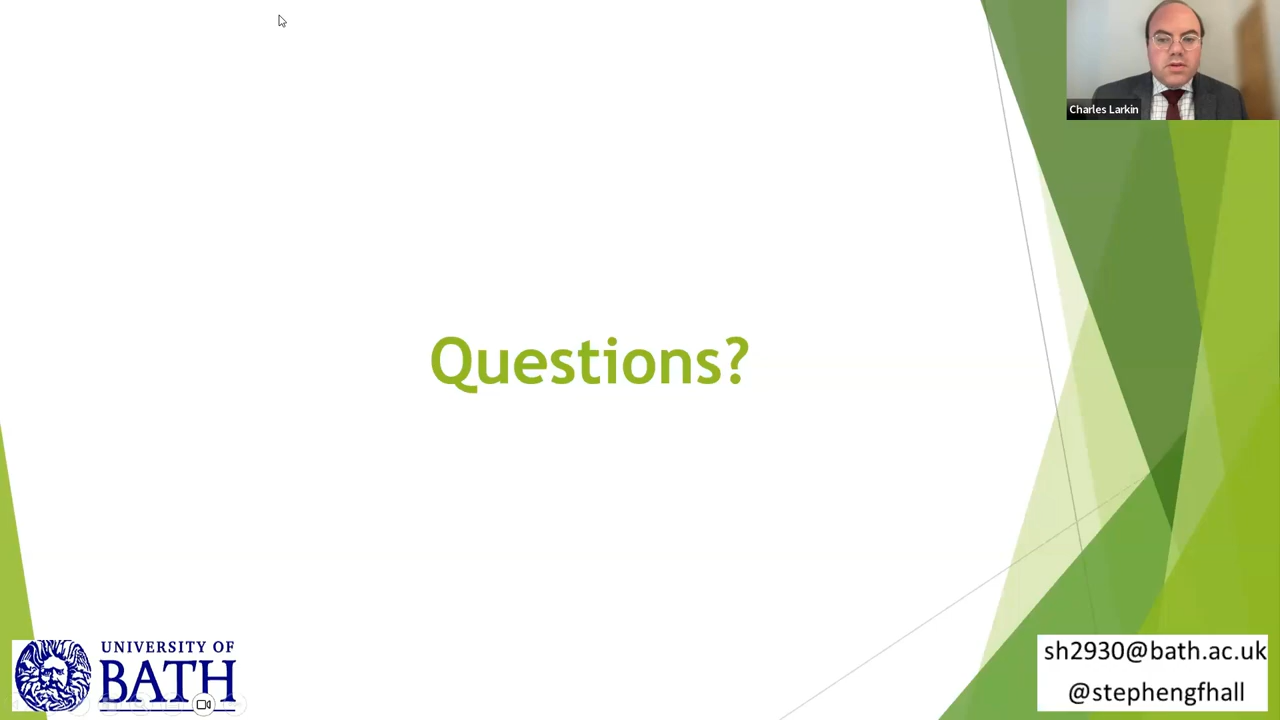 Charles Larkin
Questions?
UNIVERSITY OF
BATH
sh2930@bath.ac.uk
@stephengfhall